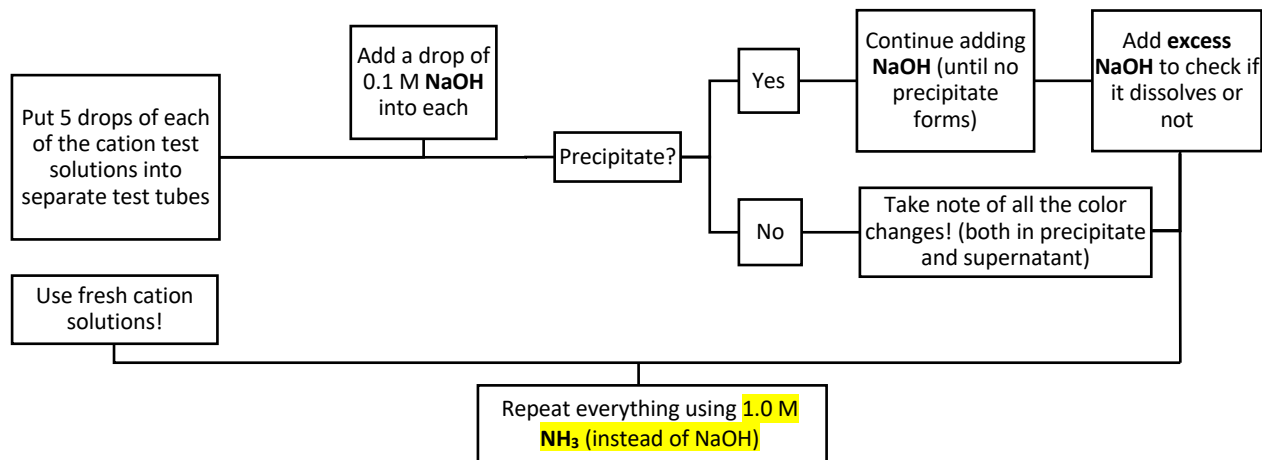 Put 5 drops of each
of the cation test
solutions into
separate test tubes
Add a drop of
0.1 M NaOH
into each
Precipitate?
Yes
Continue adding
NaOH (until no
precipitate
forms)
Add excess
NaOH to check if
it dissolves or
not
No
Take note of all the color
changes! (both in precipitate
and supernatant)
Use fresh cation
solutions!
Repeat everything using 1.0 M
NH₃ (instead of NaOH)